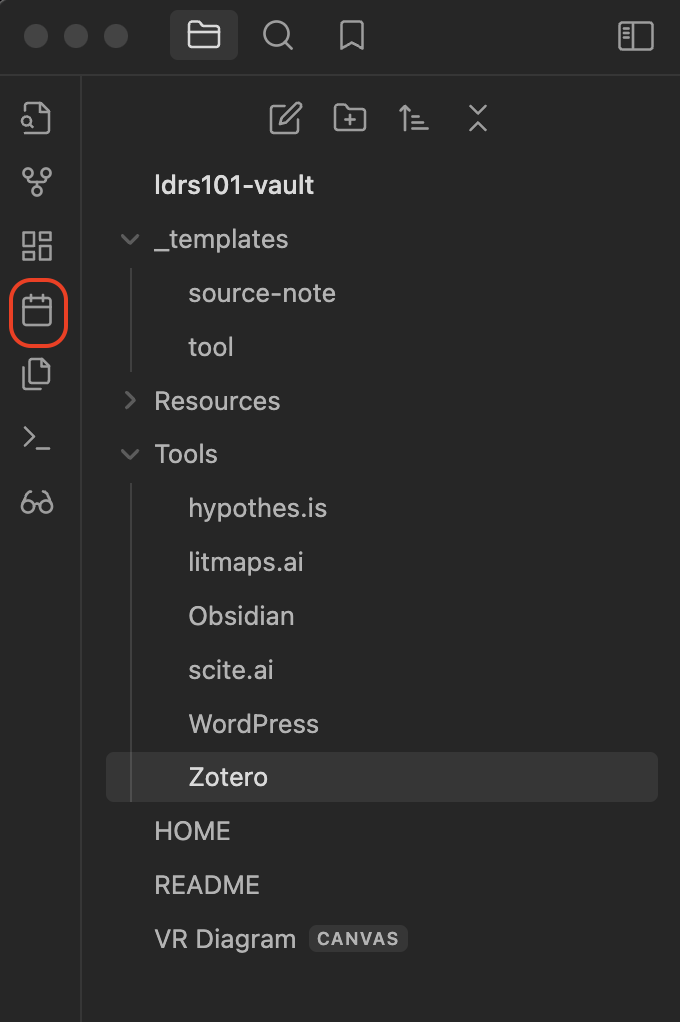 ldrs101-vault
_templates
source-note
tool
Resources
Tools
hypothes.is
litmaps.ai
Obsidian
scite.ai
WordPress
Zotero
HOME
README
VR Diagram CANVAS